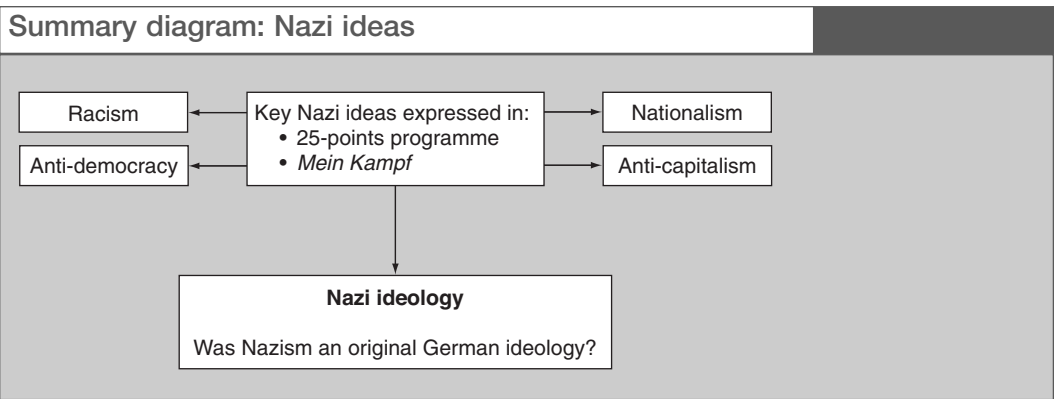 Summary diagram: Nazi ideas
Racism
Anti-democracy
Key Nazi ideas expressed in:
• 25-points programme
• Mein Kampf
Nationalism
Anti-capitalism
Nazi ideology
Was Nazism an original German ideology?